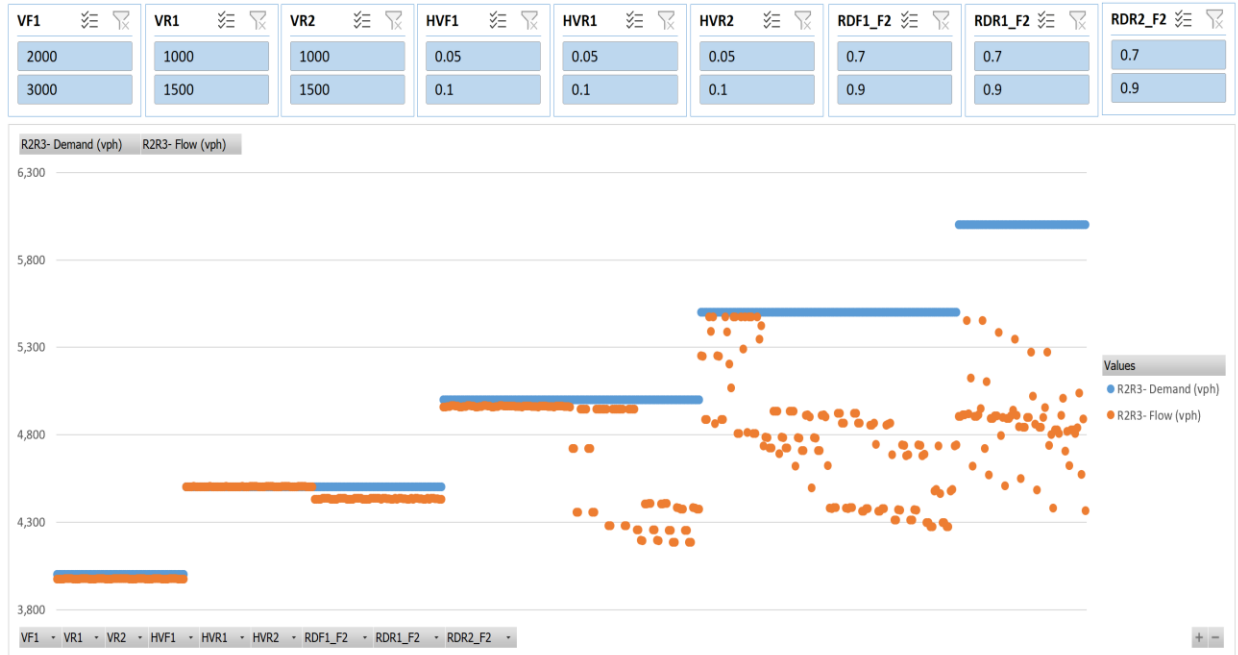 VF1 VR1 VR2 HVF1 HVR1 HVR2 RDF1_F2 RDR1_F2 RDR2_F2
2000 1000 1000 0.05 0.05 0.05 0.7 0.7 0.7
3000 1500 1500 0.1 0.1 0.1 0.9 0.9 0.9
R2R3- Demand (vph) R2R3- Flow (vph)
6,300
5,800
5,300
4,800
4,300
3,800
Values
R2R3- Demand (vph)
R2R3- Flow (vph)
VF1 VR1 VR2 HVF1 HVR1 HVR2 RDF1_F2 RDR1_F2 RDR2_F2
+ −